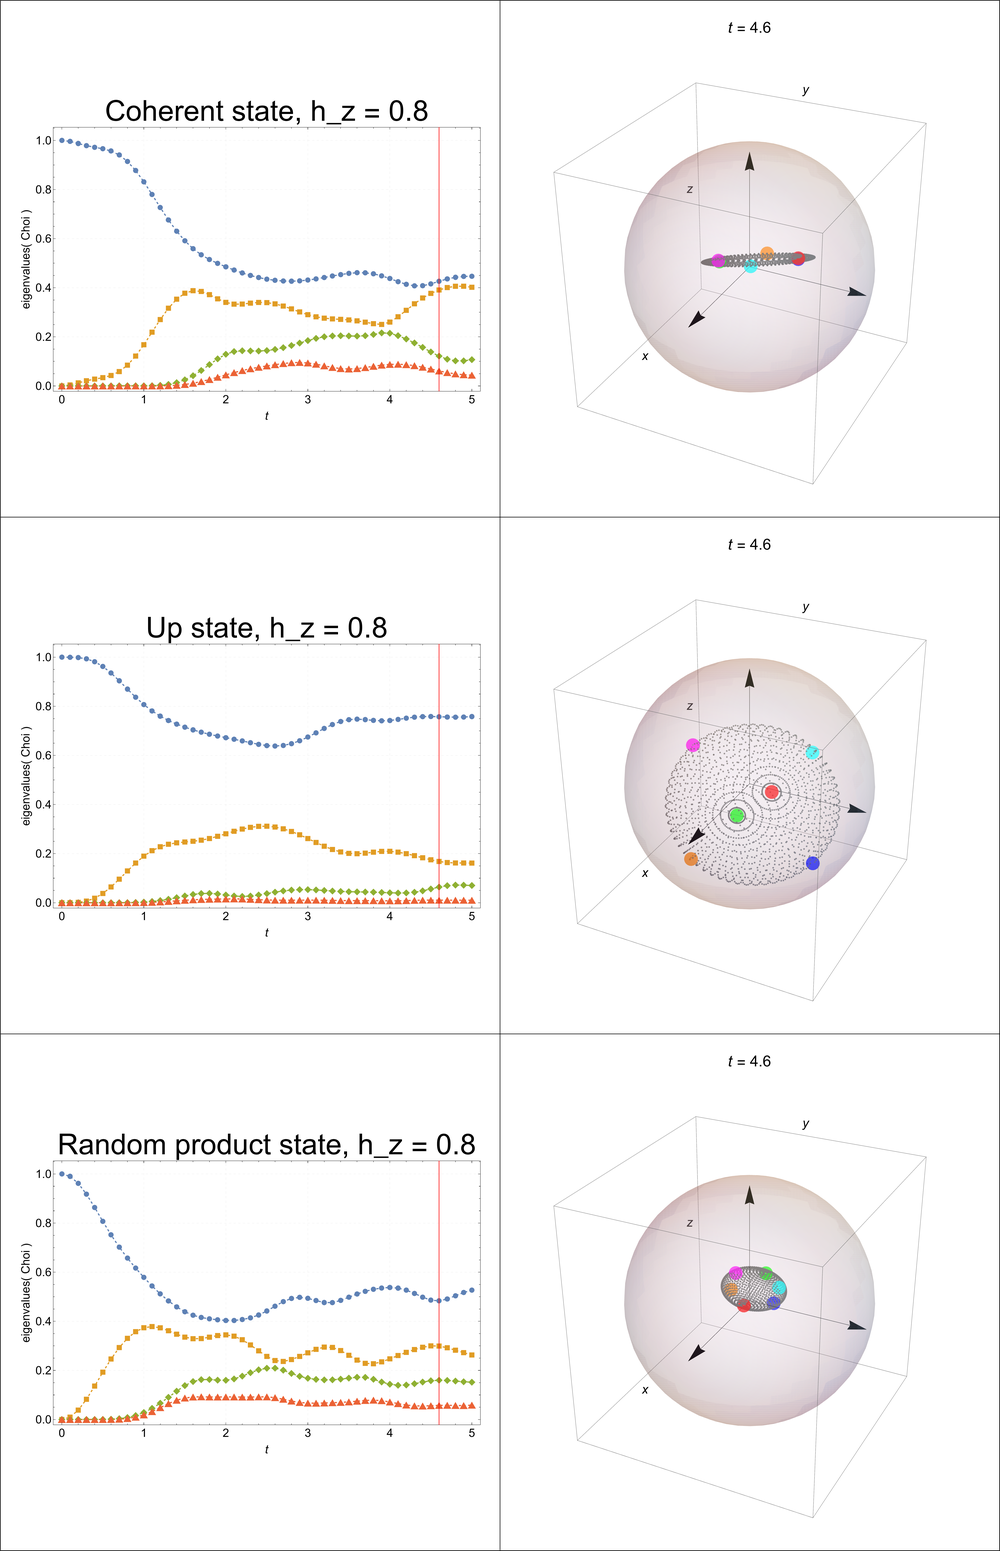 t = 4.6
y
Coherent state, h_z = 0.8
1.0
0.8
z
0.6
eigenvalues( Choi )
0.4
0.2
x
0.0
0 1 2 3 4 5
t
t = 4.6
y
Up state, h_z = 0.8
1.0
0.8
z
0.6
eigenvalues( Choi )
0.4
0.2
x
0.0
0 1 2 3 4 5
t
t = 4.6
y
Random product state, h_z = 0.8
1.0
0.8
z
0.6
eigenvalues( Choi )
0.4
0.2
x
0.0
0 1 2 3 4 5
t